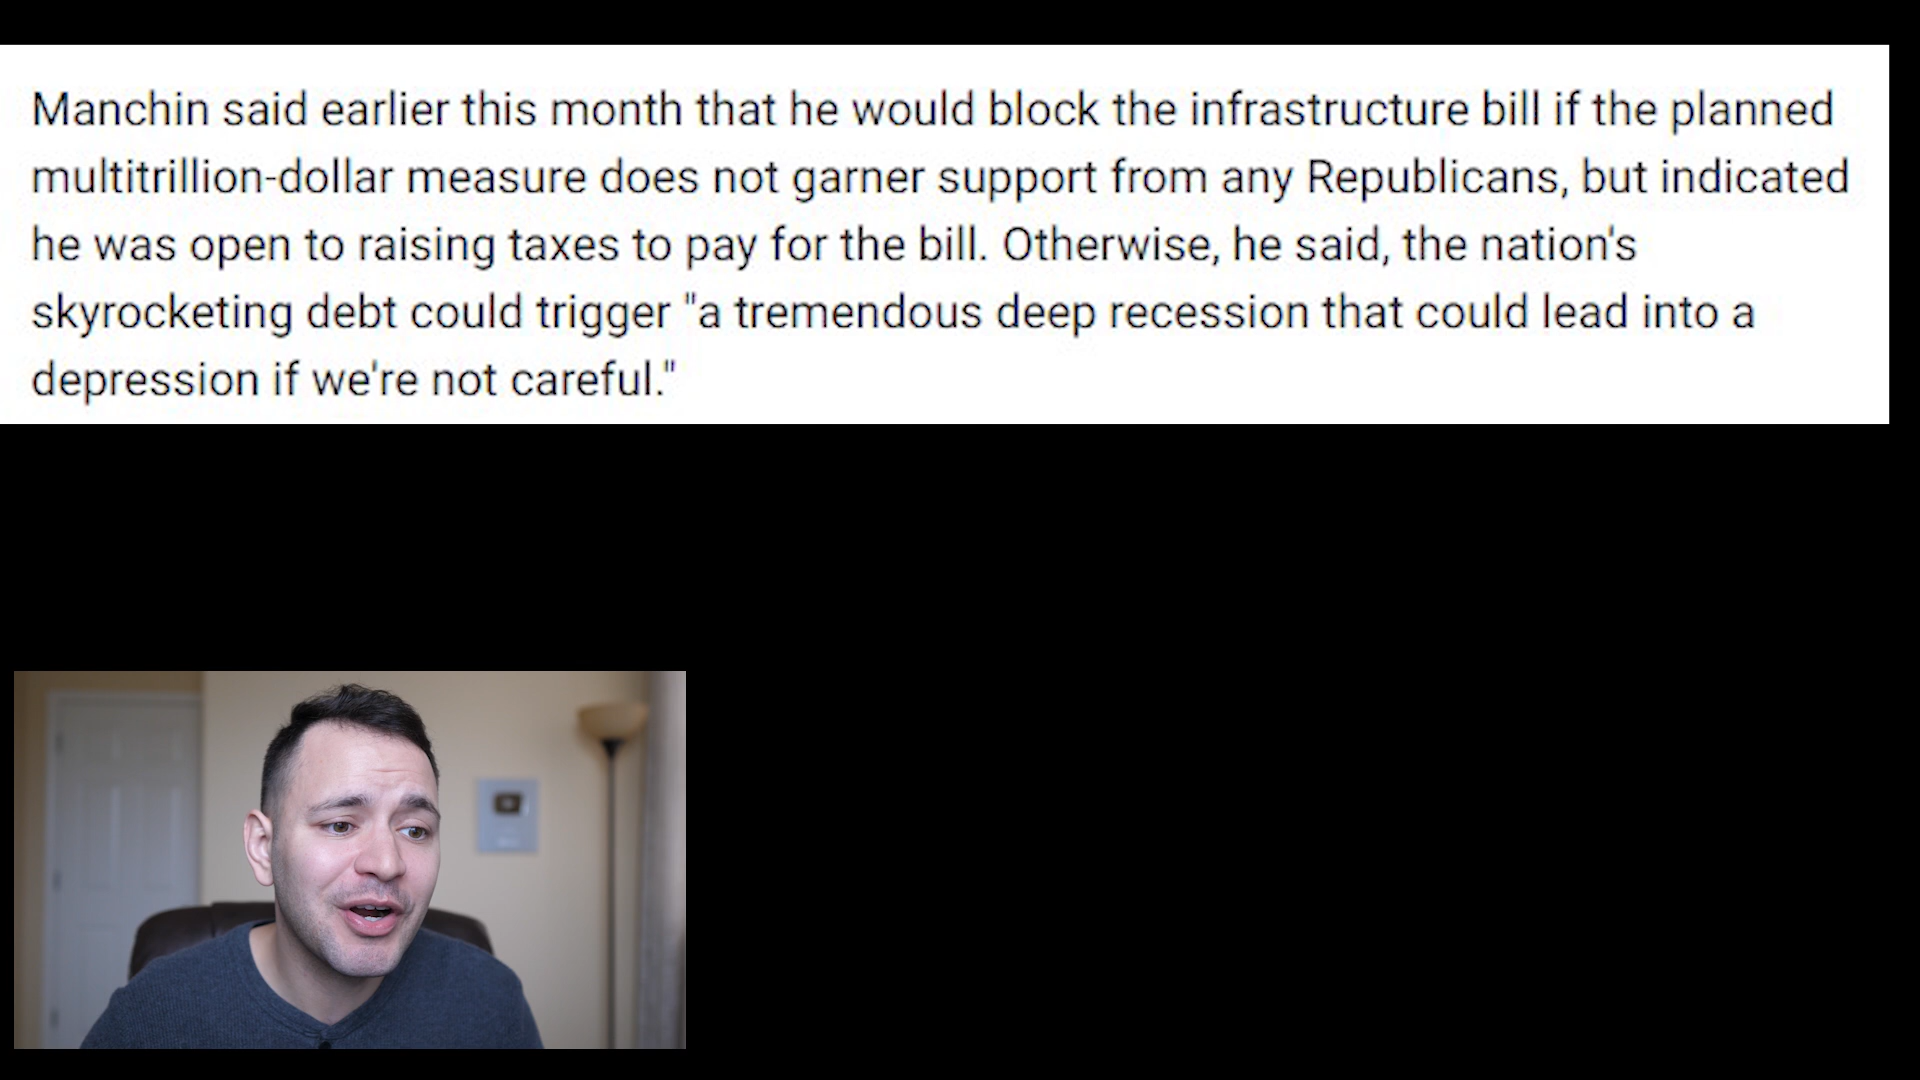 Manchin said earlier this month that he would block the infrastructure bill if the planned
multitrillion-dollar measure does not garner support from any Republicans, but indicated
he was open to raising taxes to pay for the bill. Otherwise, he said, the nation's
skyrocketing debt could trigger "a tremendous deep recession that could lead into a
depression if we're not careful."